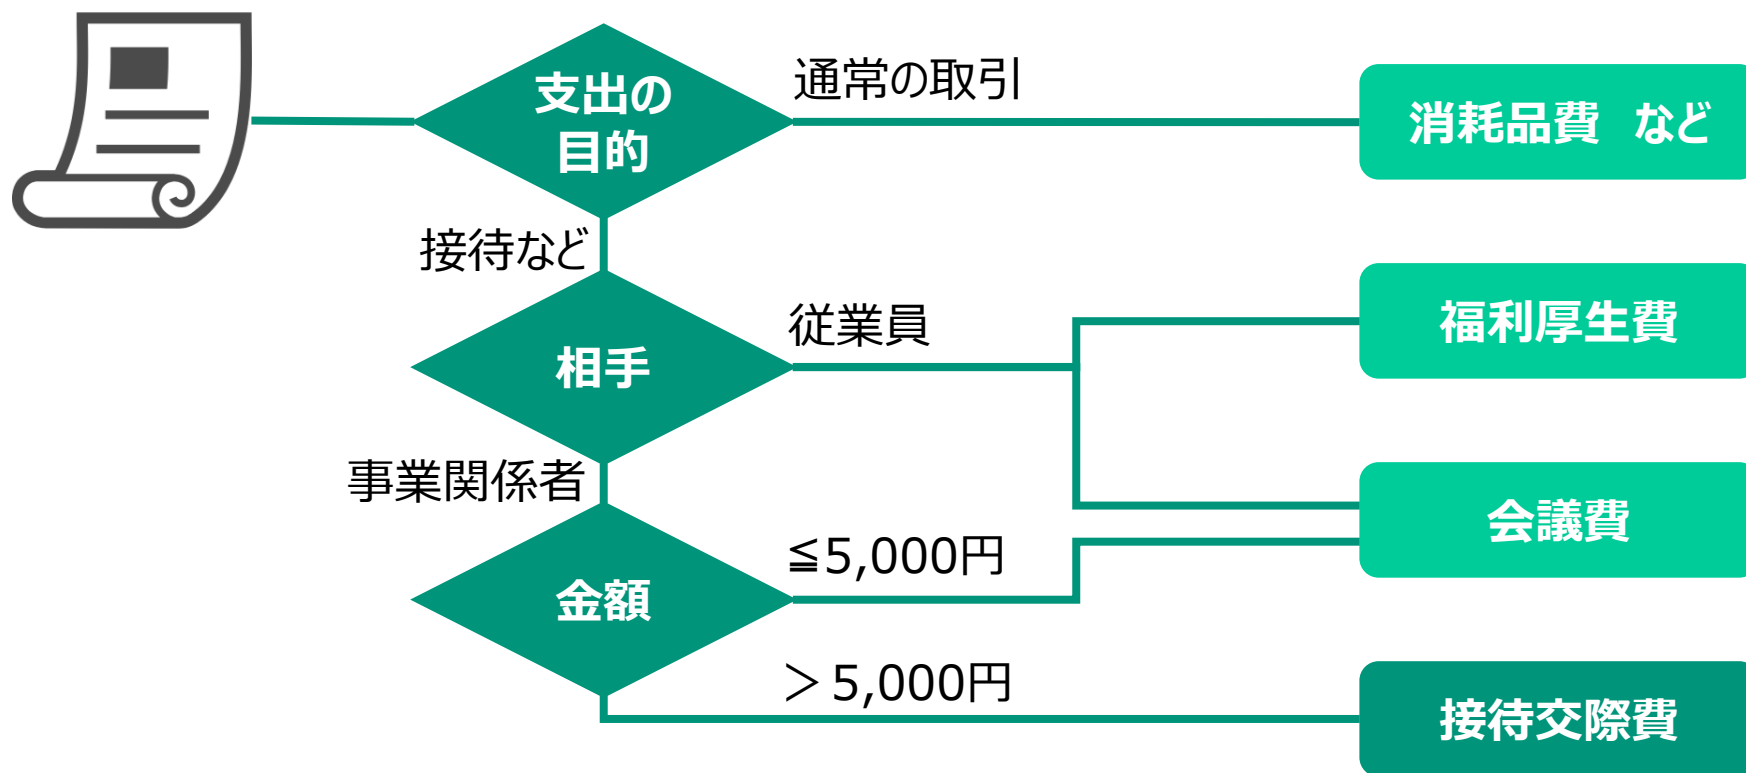 支出の
目的
通常の取引
消耗品費　など
接待など
相手
従業員
福利厚生費
事業関係者
会議費
金額
≦5,000円
＞5,000円
接待交際費